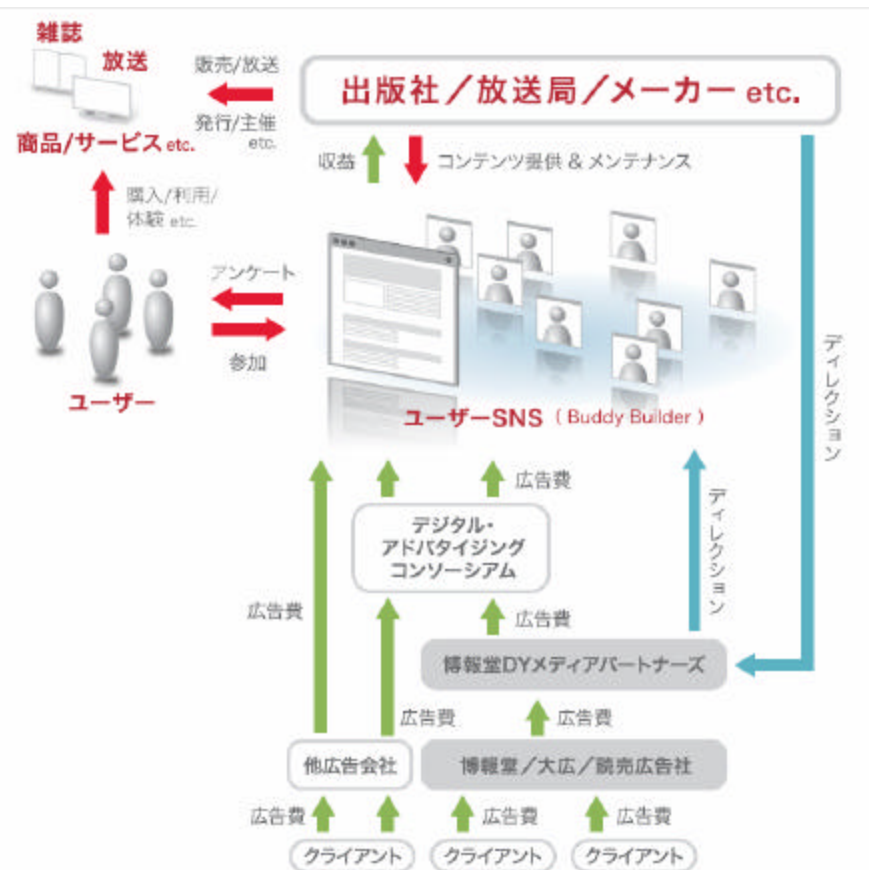 雑誌
放送
商品/サービス etc.
販売/放送
発行/主催
etc.
出版社／放送局／メーカー etc.
収益
コンテンツ提供 & メンテナンス
購入/利用/
体験 etc.
アンケート
参加
ユーザー
ユーザーSNS（ Buddy Builder ）
ディレクション
広告費
デジタル・
アドバタイジング
コンソーシアム
ディレクション
広告費
広告費
博報堂DYメディアパートナーズ
広告費
広告費
他広告会社
博報堂／大広／読売広告社
広告費
広告費
広告費
クライアント
クライアント
クライアント